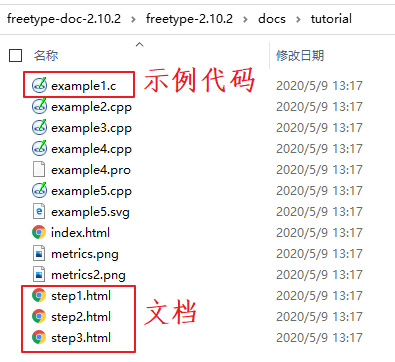 freetype-doc-2.10.2 > freetype-2.10.2 > docs > tutorial
名称 修改日期
example1.c 示例代码 2020/5/9 13:17
example2.cpp 2020/5/9 13:17
example3.cpp 2020/5/9 13:17
example4.cpp 2020/5/9 13:17
example4.pro 2020/5/9 13:17
example5.cpp 2020/5/9 13:17
example5.svg 2020/5/9 13:17
index.html 2020/5/9 13:17
metrics.png 2020/5/9 13:17
metrics2.png 2020/5/9 13:17
step1.html 2020/5/9 13:17
step2.html 文档 2020/5/9 13:17
step3.html 2020/5/9 13:17